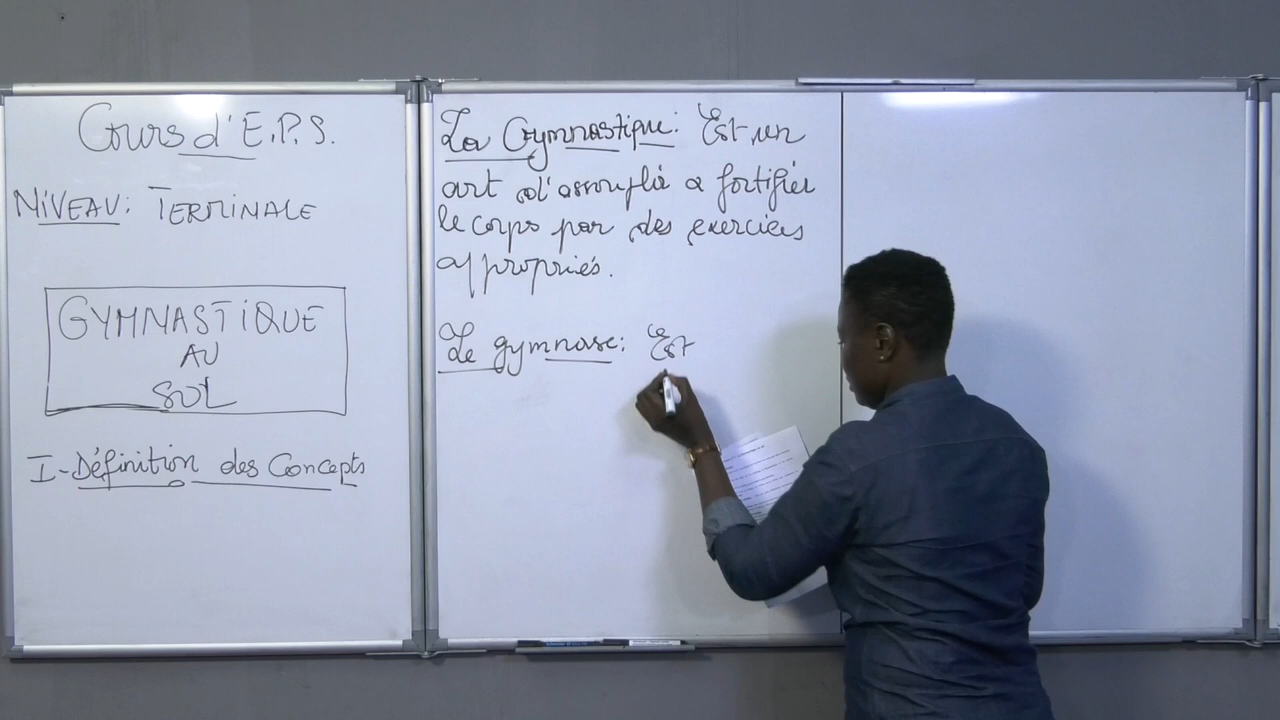 Cours d'E.P.S.
NIVEAU: TERMINALE
GYMNASTIQUE
AU
SOL
I-Définition des Concepts
La Gymnastique: Est un
art d'assouplir a fortifier
le corps par des exercices
appropriés.
Le gymnase: Est